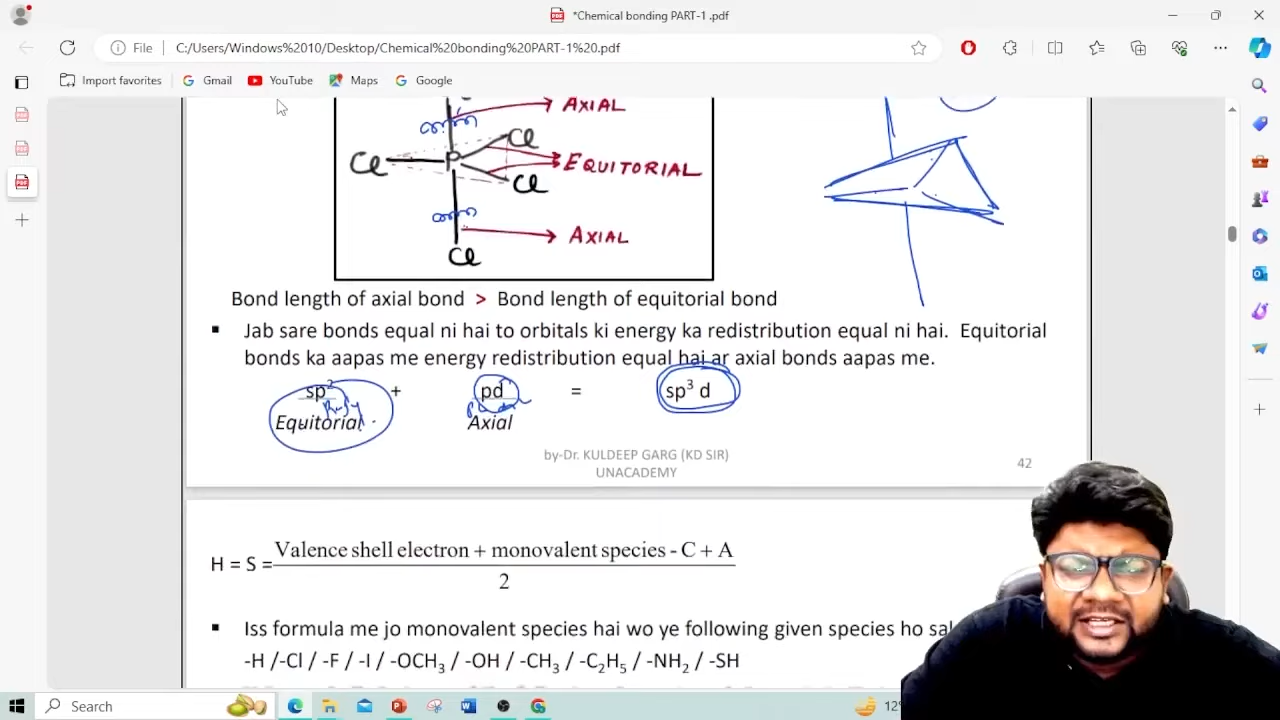 *Chemical bonding PART-1 .pdf
File C:/Users/Windows%2010/Desktop/Chemical%20bonding%20PART-1%20.pdf
Import favorites Gmail YouTube Maps Google
AXIAL
Cl
Cl P EQUITORIAL
Cl
AXIAL
Cl
Bond length of axial bond > Bond length of equitorial bond
▪ Jab sare bonds equal ni hai to orbitals ki energy ka redistribution equal ni hai. Equitorial
bonds ka aapas me energy redistribution equal hai ar axial bonds aapas me.
sp² + pd = sp³ d
Equitorial Axial
by-Dr. KULDEEP GARG (KD SIR)
UNACADEMY
42
Valence shell electron + monovalent species - C + A
H = S =
2
▪ Iss formula me jo monovalent species hai wo ye following given species ho
-H /-Cl / -F / -I / -OCH₃ / -OH / -CH₃ / -C₂H₅ / -NH₂ / -SH
Search